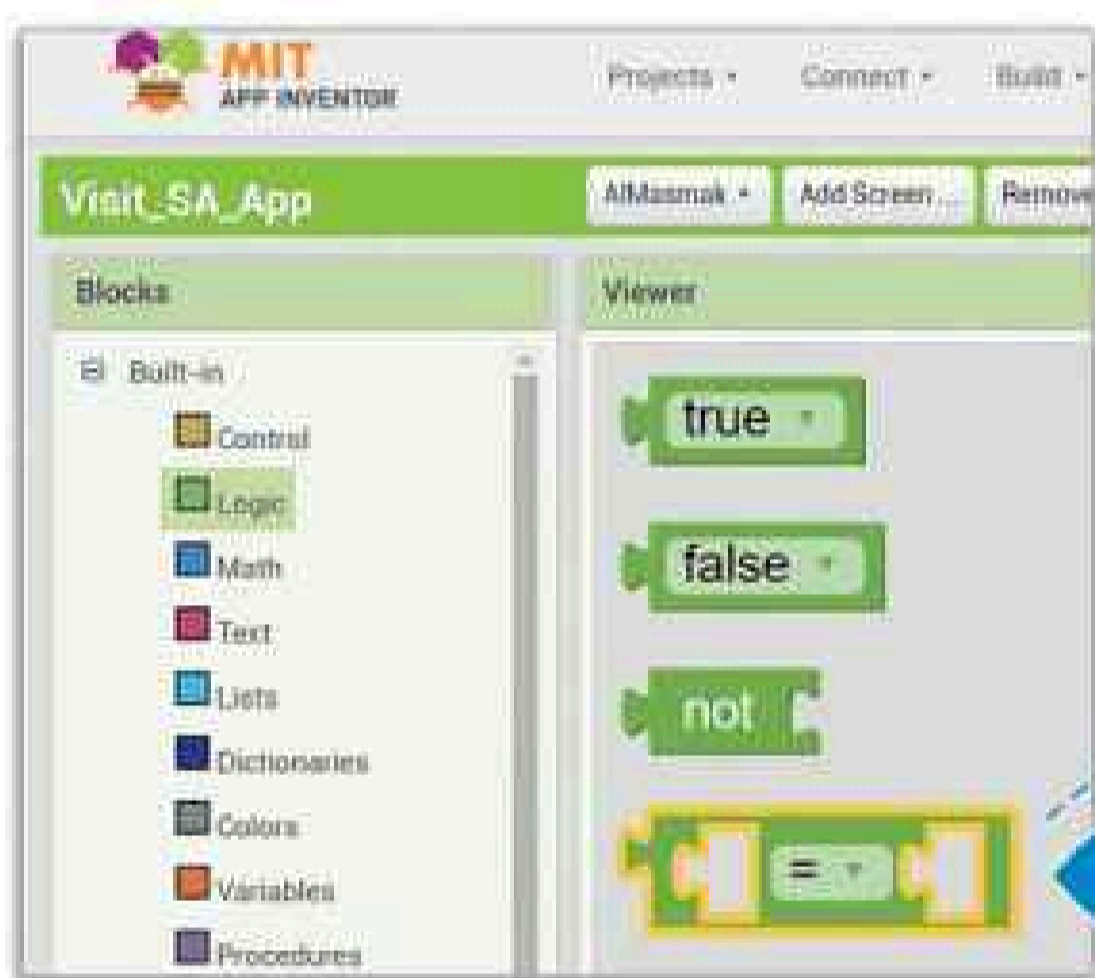 MIT
APP INVENTOR
Projects Connect Build
Visit_SA_App
AlMasmak Add Screen ... Remove
Blocks
Viewer
Built-in
Control
Logic
Math
Text
Lists
Dictionaries
Colors
Variables
Procedures
true
false
not
=